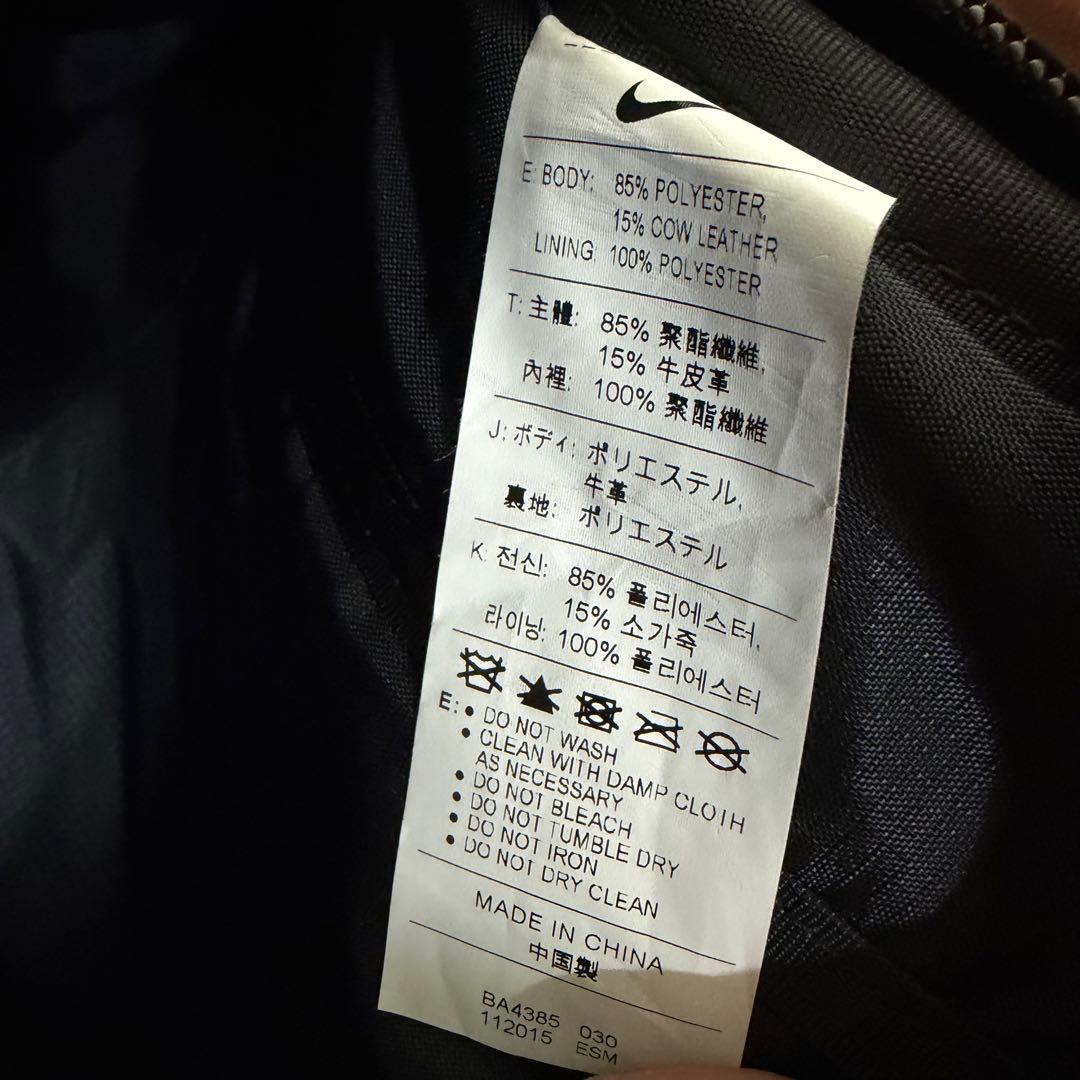 E: BODY: 85% POLYESTER,
15% COW LEATHER
LINING 100% POLYESTER
T: 主體: 85% 聚酯纖維,
15% 牛皮革
內裡: 100% 聚酯纖維
J: ボディ: ポリエステル,
牛革
裏地: ポリエステル
K: 전신: 85% 폴리에스터,
15% 소가죽
라이닝: 100% 폴리에스터
E: • DO NOT WASH
• CLEAN WITH DAMP CLOTH
AS NECESSARY
• DO NOT BLEACH
• DO NOT TUMBLE DRY
• DO NOT IRON
• DO NOT DRY CLEAN
MADE IN CHINA
中国製
BA4385 030
112015 ESM